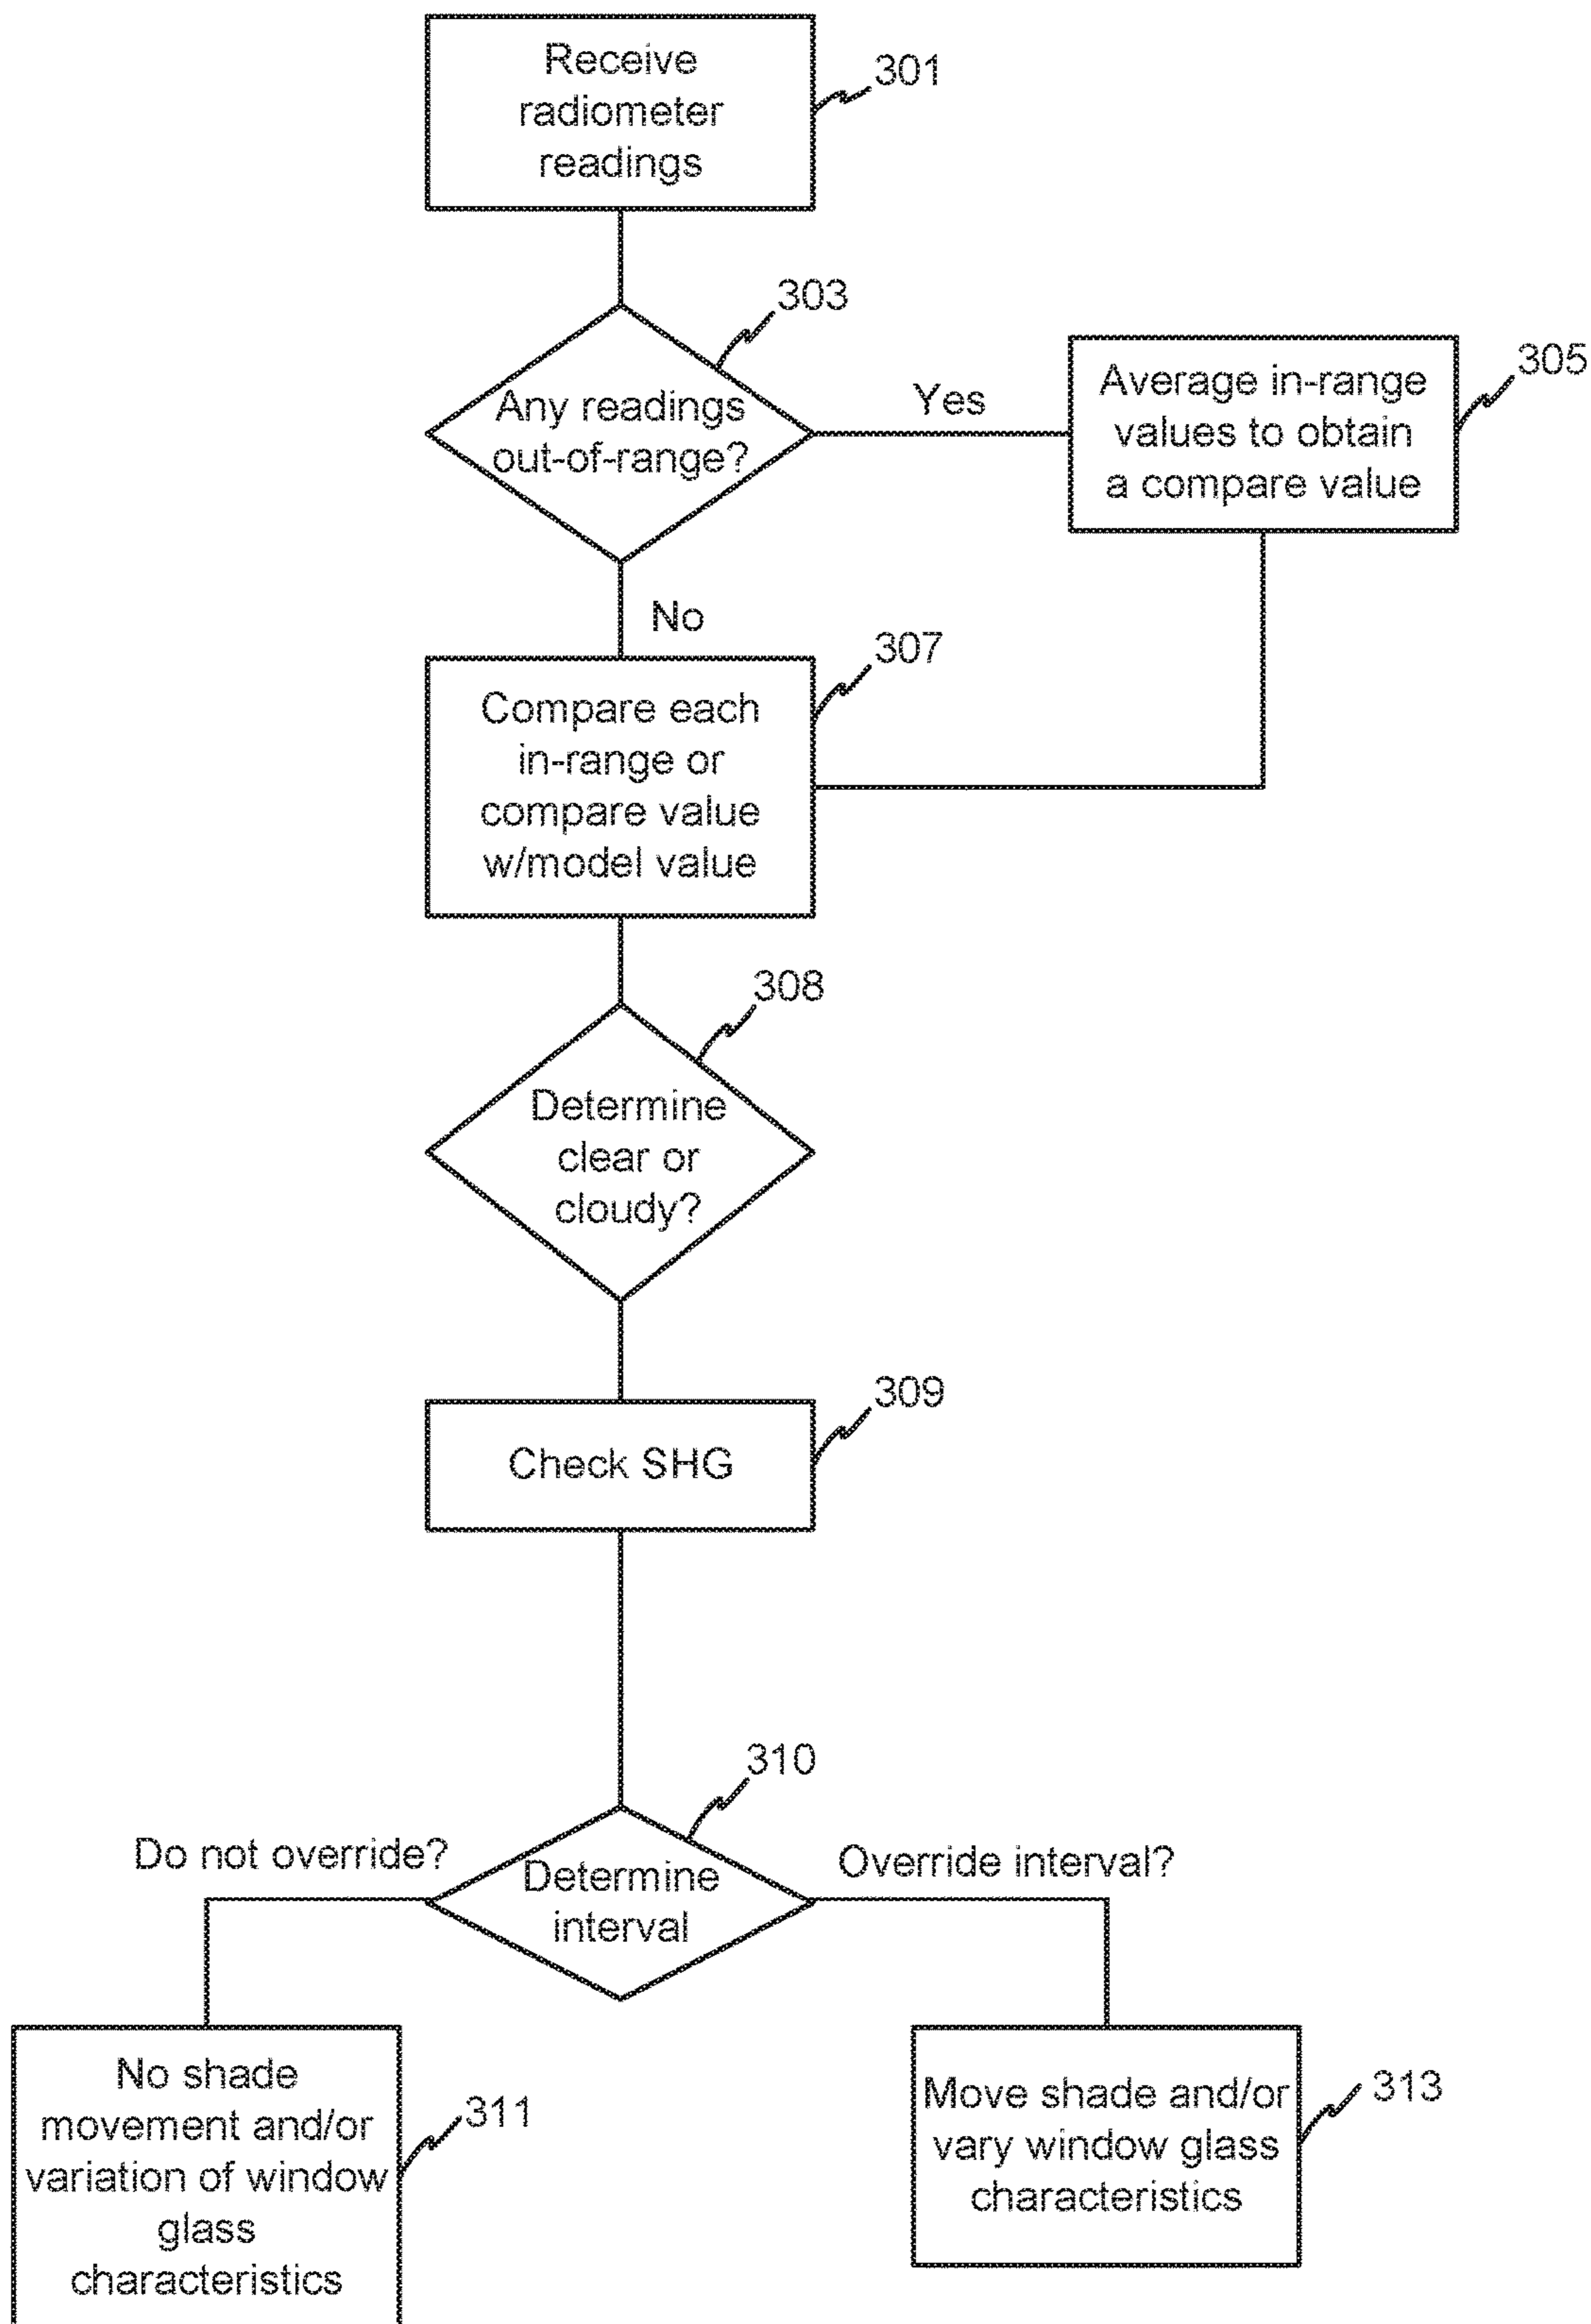 Receive
radiometer
readings
301
303
Any readings
out-of-range?
Yes
Average in-range
values to obtain
a compare value
305
No
307
Compare each
in-range or
compare value
w/model value
308
Determine
clear or
cloudy?
309
Check SHG
310
Do not override?
Determine
interval
Override interval?
No shade
movement and/or
variation of window
glass
characteristics
311
Move shade and/or
vary window glass
characteristics
313